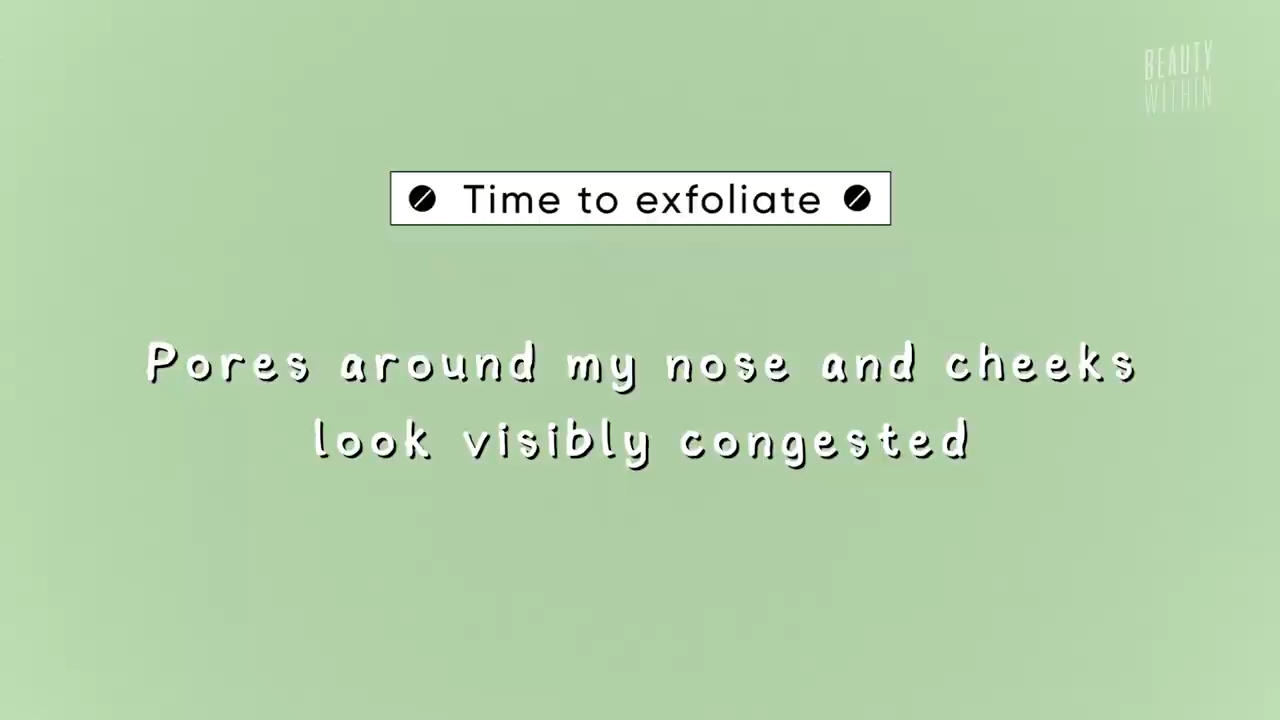 BEAUTY
WITHIN
Time to exfoliate
Pores around my nose and cheeks
look visibly congested